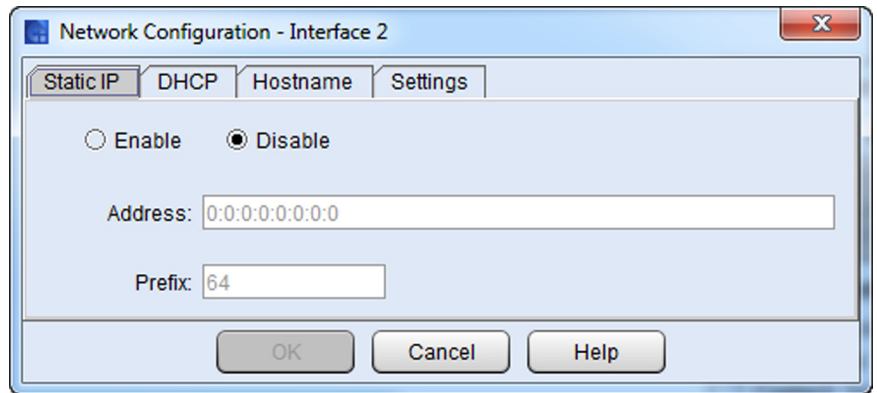 Network Configuration - Interface 2
Static IP DHCP Hostname Settings
Enable Disable
Address: 0:0:0:0:0:0:0:0
Prefix: 64
OK Cancel Help